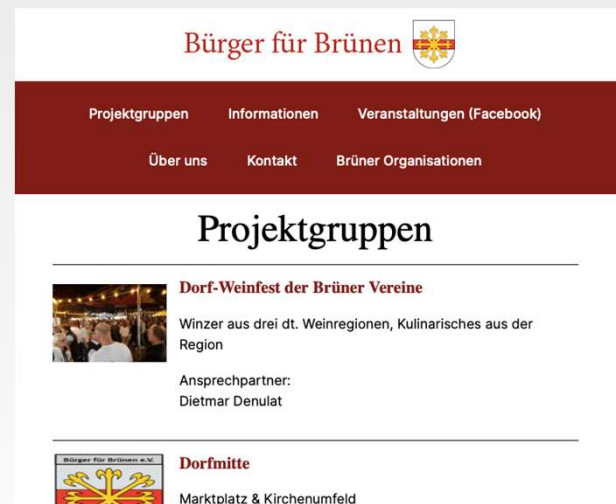 Bürger für Brünen
Projektgruppen Informationen Veranstaltungen (Facebook)
Über uns Kontakt Brüner Organisationen
Projektgruppen
Dorf-Weinfest der Brüner Vereine
Winzer aus drei dt. Weinregionen, Kulinarisches aus der
Region
Ansprechpartner:
Dietmar Denulat
Bürger für Brünen e.V.
Dorfmitte
Marktplatz & Kirchenumfeld